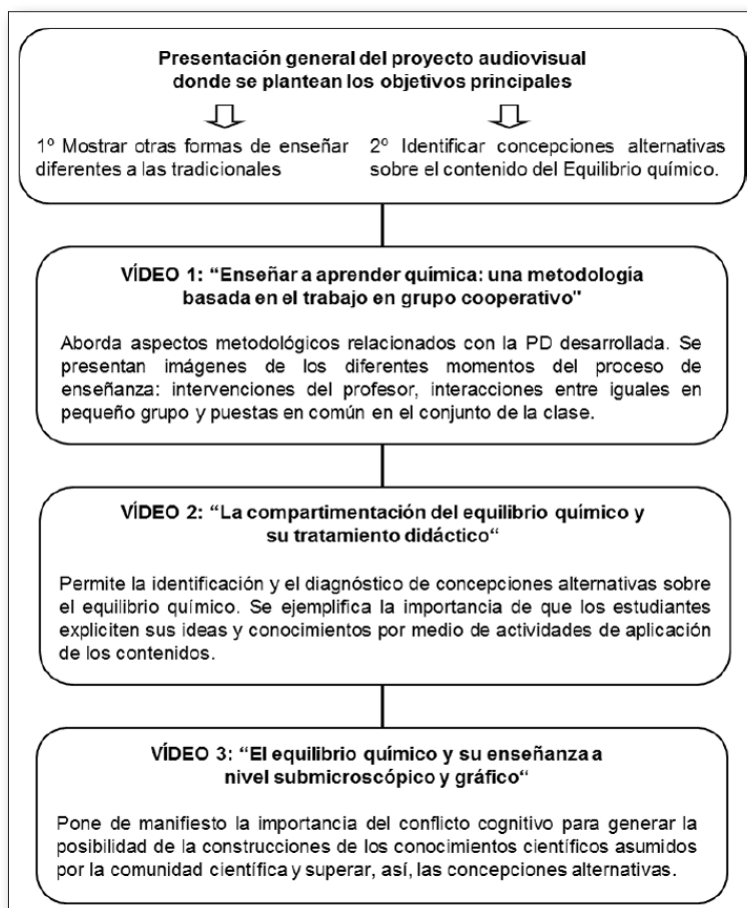 Presentación general del proyecto audiovisual
donde se plantean los objetivos principales
1º Mostrar otras formas de enseñar
diferentes a las tradicionales
2º Identificar concepciones alternativas
sobre el contenido del Equilibrio químico.
VÍDEO 1: “Enseñar a aprender química: una metodología
basada en el trabajo en grupo cooperativo"
Aborda aspectos metodológicos relacionados con la PD desarrollada. Se
presentan imágenes de los diferentes momentos del proceso de
enseñanza: intervenciones del profesor, interacciones entre iguales en
pequeño grupo y puestas en común en el conjunto de la clase.
VÍDEO 2: “La compartimentación del equilibrio químico y
su tratamiento didáctico“
Permite la identificación y el diagnóstico de concepciones alternativas sobre
el equilibrio químico. Se ejemplifica la importancia de que los estudiantes
expliciten sus ideas y conocimientos por medio de actividades de aplicación
de los contenidos.
VÍDEO 3: “El equilibrio químico y su enseñanza a
nivel submicroscópico y gráfico“
Pone de manifiesto la importancia del conflicto cognitivo para generar la
posibilidad de la construcciones de los conocimientos científicos asumidos
por la comunidad científica y superar, así, las concepciones alternativas.